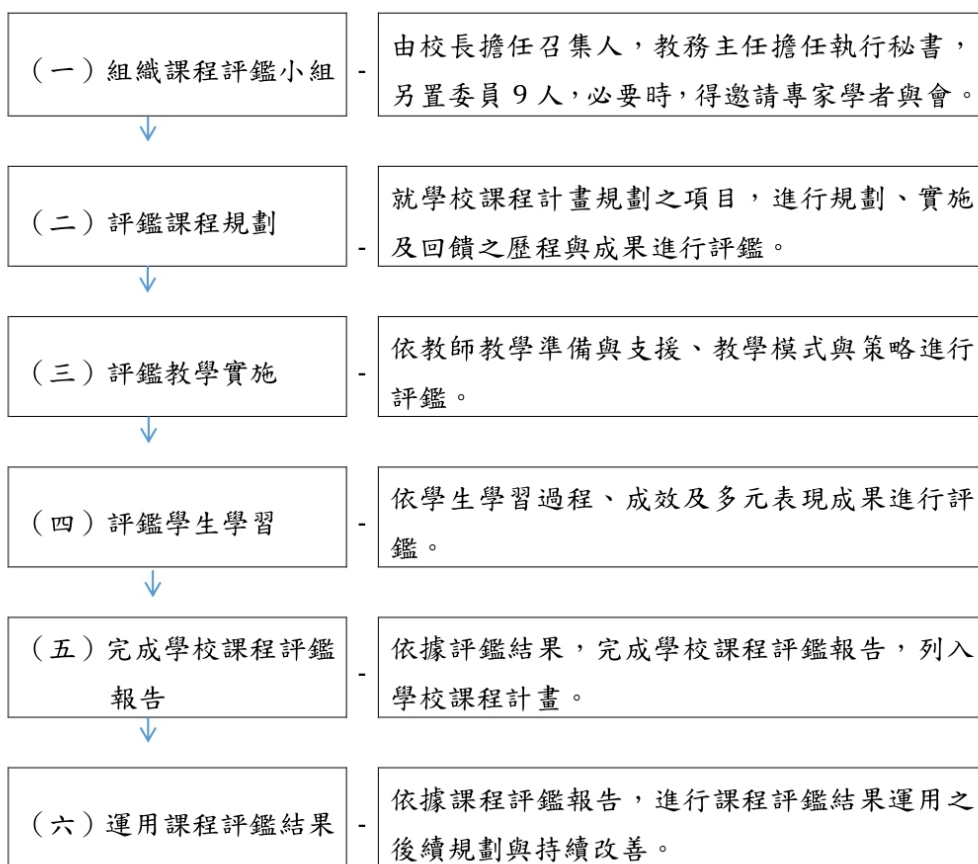 （一）組織課程評鑑小組
-
由校長擔任召集人，教務主任擔任執行秘書，
另置委員 9 人，必要時，得邀請專家學者與會。
（二）評鑑課程規劃
-
就學校課程計畫規劃之項目，進行規劃、實施
及回饋之歷程與成果進行評鑑。
（三）評鑑教學實施
-
依教師教學準備與支援、教學模式與策略進行
評鑑。
（四）評鑑學生學習
-
依學生學習過程、成效及多元表現成果進行評
鑑。
（五）完成學校課程評鑑
報告
-
依據評鑑結果，完成學校課程評鑑報告，列入
學校課程計畫。
（六）運用課程評鑑結果
-
依據課程評鑑報告，進行課程評鑑結果運用之
後續規劃與持續改善。